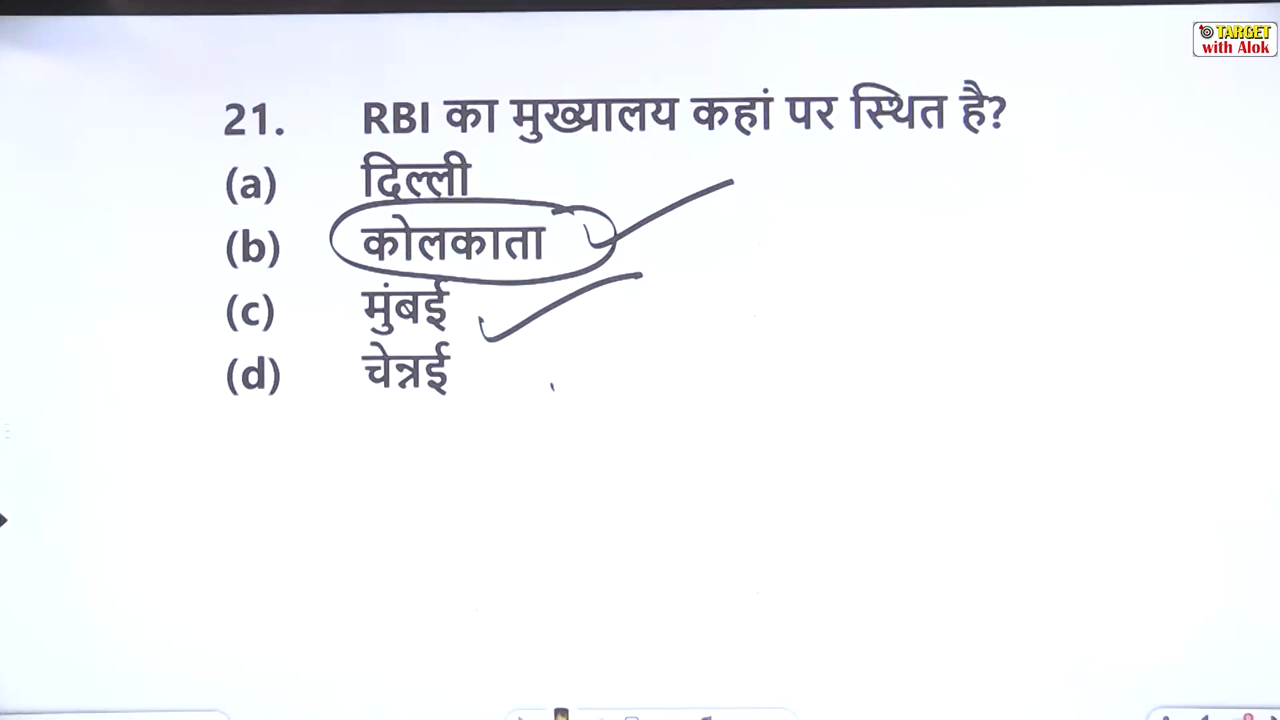 TARGET
with Alok
21. RBI का मुख्यालय कहां पर स्थित है?
(a) दिल्ली
(b) कोलकाता
(c) मुंबई
(d) चेन्नई